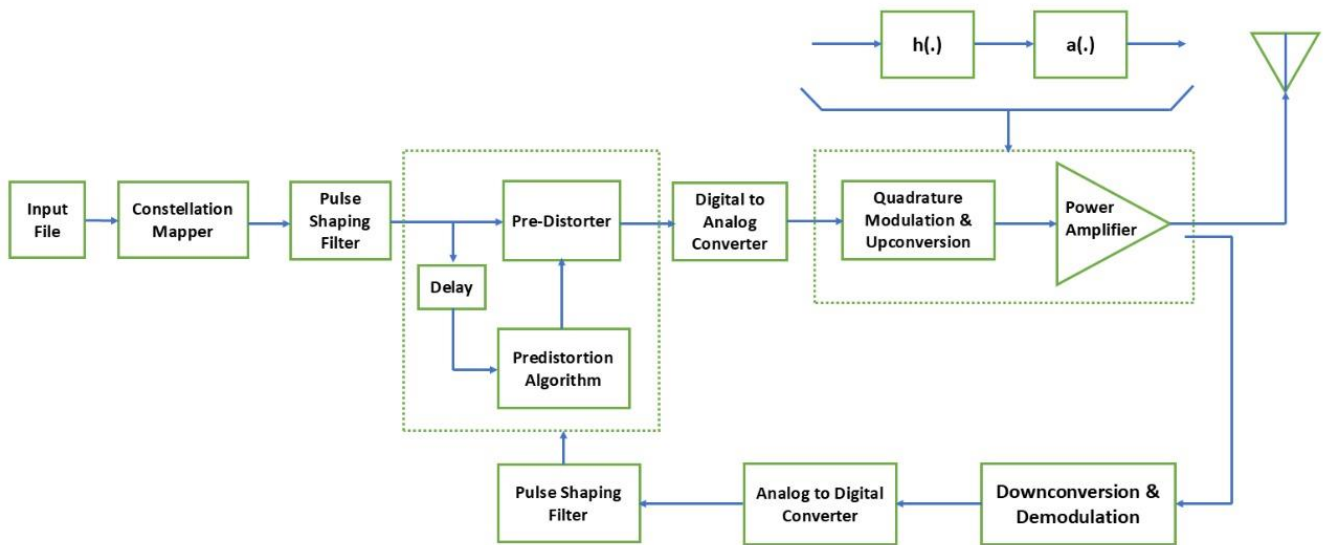 h(.)
a(.)
Input
File
Constellation
Mapper
Pulse
Shaping
Filter
Pre-Distorter
Delay
Predistortion
Algorithm
Digital to
Analog
Converter
Quadrature
Modulation &
Upconversion
Power
Amplifier
Pulse Shaping
Filter
Analog to Digital
Converter
Downconversion &
Demodulation